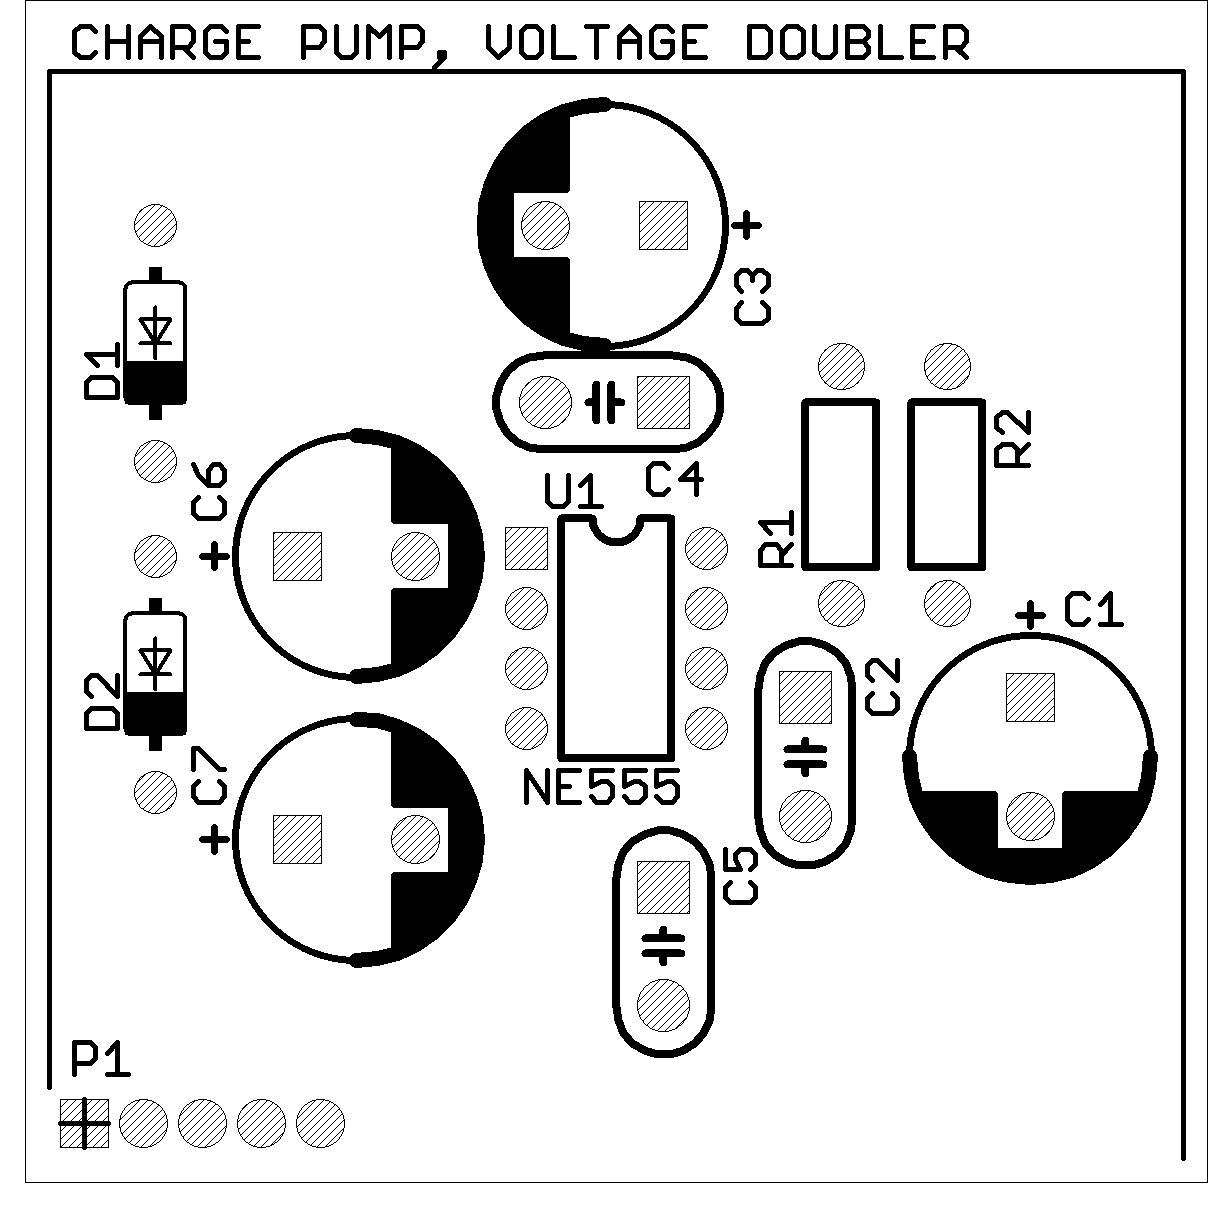 CHARGE PUMP, VOLTAGE DOUBLER
+
C3
D1
C4
R1
R2
C6
+
U1
+ C1
C2
D2
C7
+
NE555
C5
P1